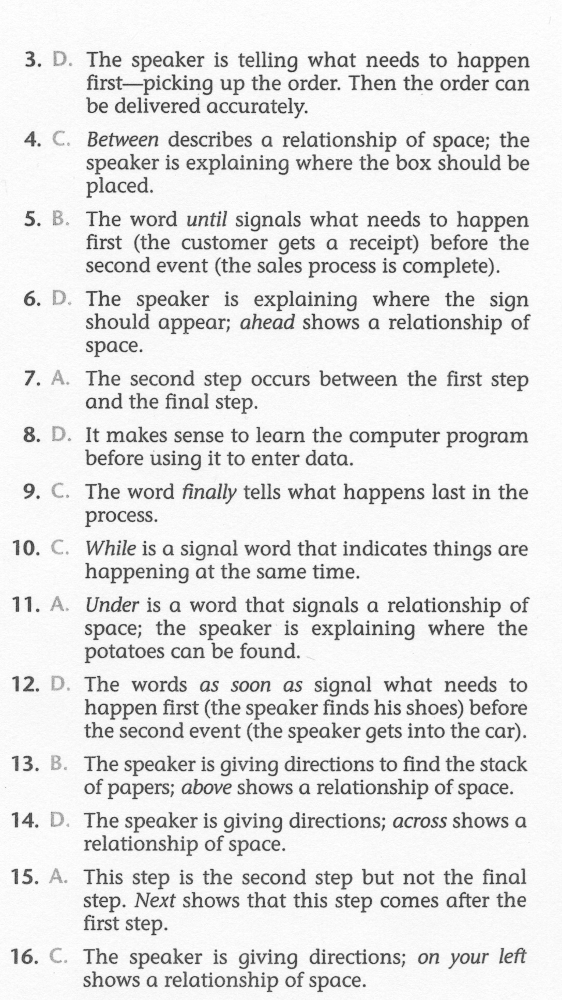 3. D. The speaker is telling what needs to happen
first—picking up the order. Then the order can
be delivered accurately.
4. C. Between describes a relationship of space; the
speaker is explaining where the box should be
placed.
5. B. The word until signals what needs to happen
first (the customer gets a receipt) before the
second event (the sales process is complete).
6. D. The speaker is explaining where the sign
should appear; ahead shows a relationship of
space.
7. A. The second step occurs between the first step
and the final step.
8. D. It makes sense to learn the computer program
before using it to enter data.
9. C. The word finally tells what happens last in the
process.
10. C. While is a signal word that indicates things are
happening at the same time.
11. A. Under is a word that signals a relationship of
space; the speaker is explaining where the
potatoes can be found.
12. D. The words as soon as signal what needs to
happen first (the speaker finds his shoes) before
the second event (the speaker gets into the car).
13. B. The speaker is giving directions to find the stack
of papers; above shows a relationship of space.
14. D. The speaker is giving directions; across shows a
relationship of space.
15. A. This step is the second step but not the final
step. Next shows that this step comes after the
first step.
16. C. The speaker is giving directions; on your left
shows a relationship of space.